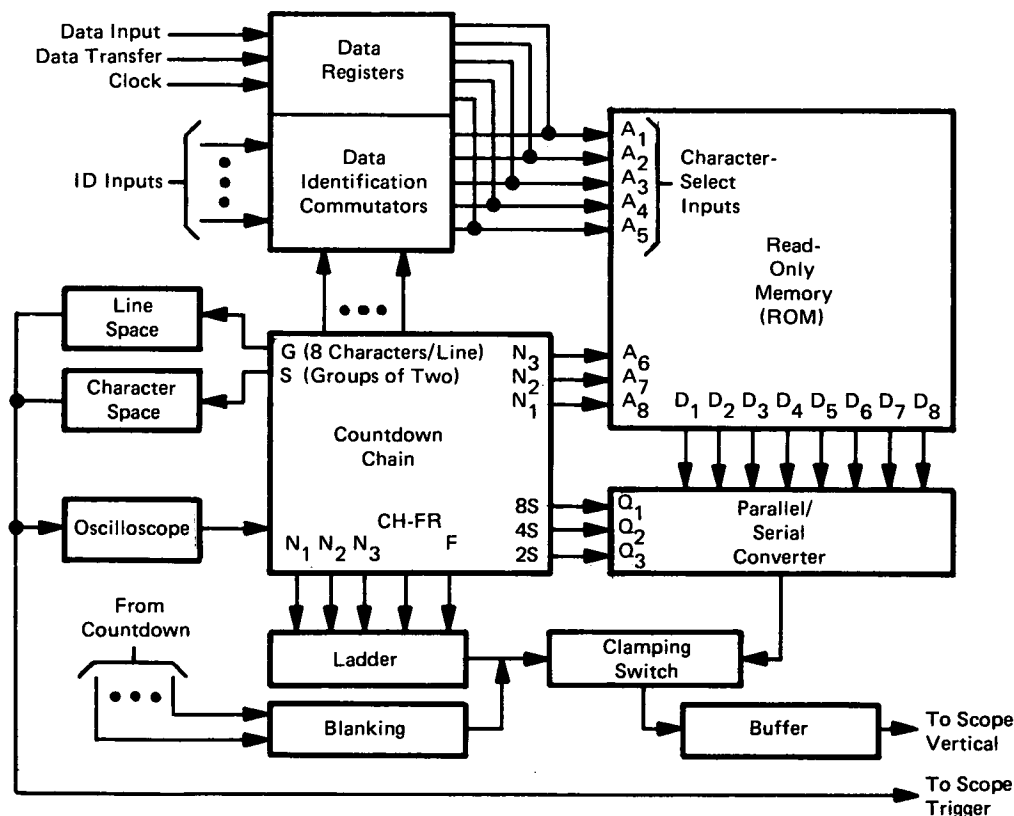 Data Input
Data Transfer
Clock
ID Inputs
Data
Registers
Data
Identification
Commutators
A1
A2
A3
A4
A5
Character-
Select
Inputs
Read-
Only
Memory
(ROM)
A6
A7
A8
D1 D2 D3 D4 D5 D6 D7 D8
Line
Space
Character
Space
Oscilloscope
G (8 Characters/Line)
S (Groups of Two)
N3
N2
N1
Countdown
Chain
8S
4S
2S
CH-FR
N1 N2 N3 F
Q1
Q2
Q3
Parallel/
Serial
Converter
From
Countdown
Ladder
Blanking
Clamping
Switch
Buffer
To Scope
Vertical
To Scope
Trigger